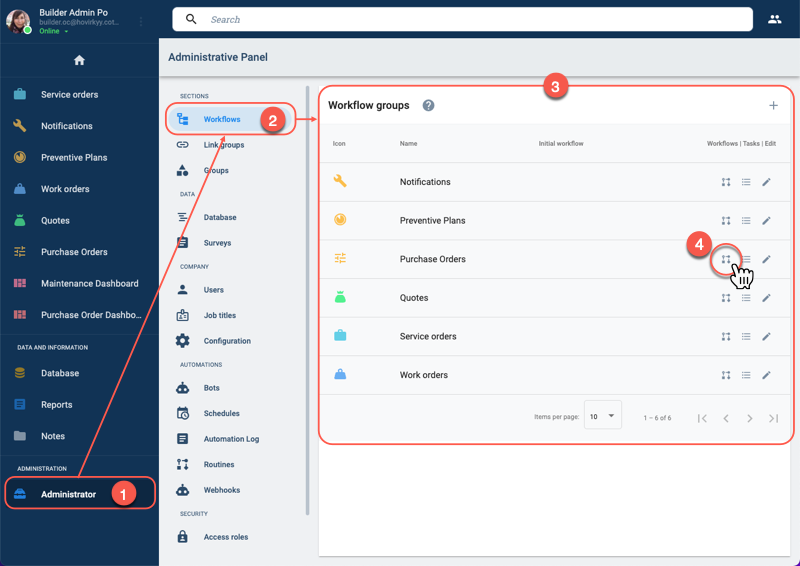 Builder Admin Po
builder.oc@hovirkyy.cot...
Online
Search
Administrative Panel
Service orders
Notifications
Preventive Plans
Work orders
Quotes
Purchase Orders
Maintenance Dashboard
Purchase Order Dashbo...
DATA AND INFORMATION
Database
Reports
Notes
ADMINISTRATION
Administrator
1
SECTIONS
Workflows
2
Link groups
Groups
DATA
Database
Surveys
COMPANY
Users
Job titles
Configuration
AUTOMATIONS
Bots
Schedules
Automation Log
Routines
Webhooks
SECURITY
Access roles
3
Workflow groups ?
+
Icon Name Initial workflow Workflows | Tasks | Edit
Notifications
Preventive Plans
4
Purchase Orders
Quotes
Service orders
Work orders
Items per page: 10 1 – 6 of 6